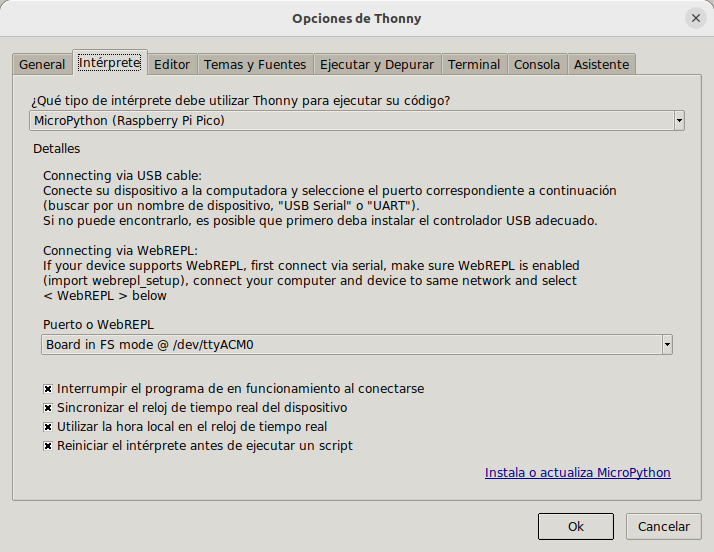 Opciones de Thonny
General Intérprete Editor Temas y Fuentes Ejecutar y Depurar Terminal Consola Asistente
¿Qué tipo de intérprete debe utilizar Thonny para ejecutar su código?
MicroPython (Raspberry Pi Pico)
Detalles
Connecting via USB cable:
Conecte su dispositivo a la computadora y seleccione el puerto correspondiente a continuación
(buscar por un nombre de dispositivo, "USB Serial" o "UART").
Si no puede encontrarlo, es posible que primero deba instalar el controlador USB adecuado.
Connecting via WebREPL:
If your device supports WebREPL, first connect via serial, make sure WebREPL is enabled
(import webrepl_setup), connect your computer and device to same network and select
< WebREPL > below
Puerto o WebREPL
Board in FS mode @ /dev/ttyACM0
Interrumpir el programa de en funcionamiento al conectarse
Sincronizar el reloj de tiempo real del dispositivo
Utilizar la hora local en el reloj de tiempo real
Reiniciar el intérprete antes de ejecutar un script
Instala o actualiza MicroPython
Ok Cancelar